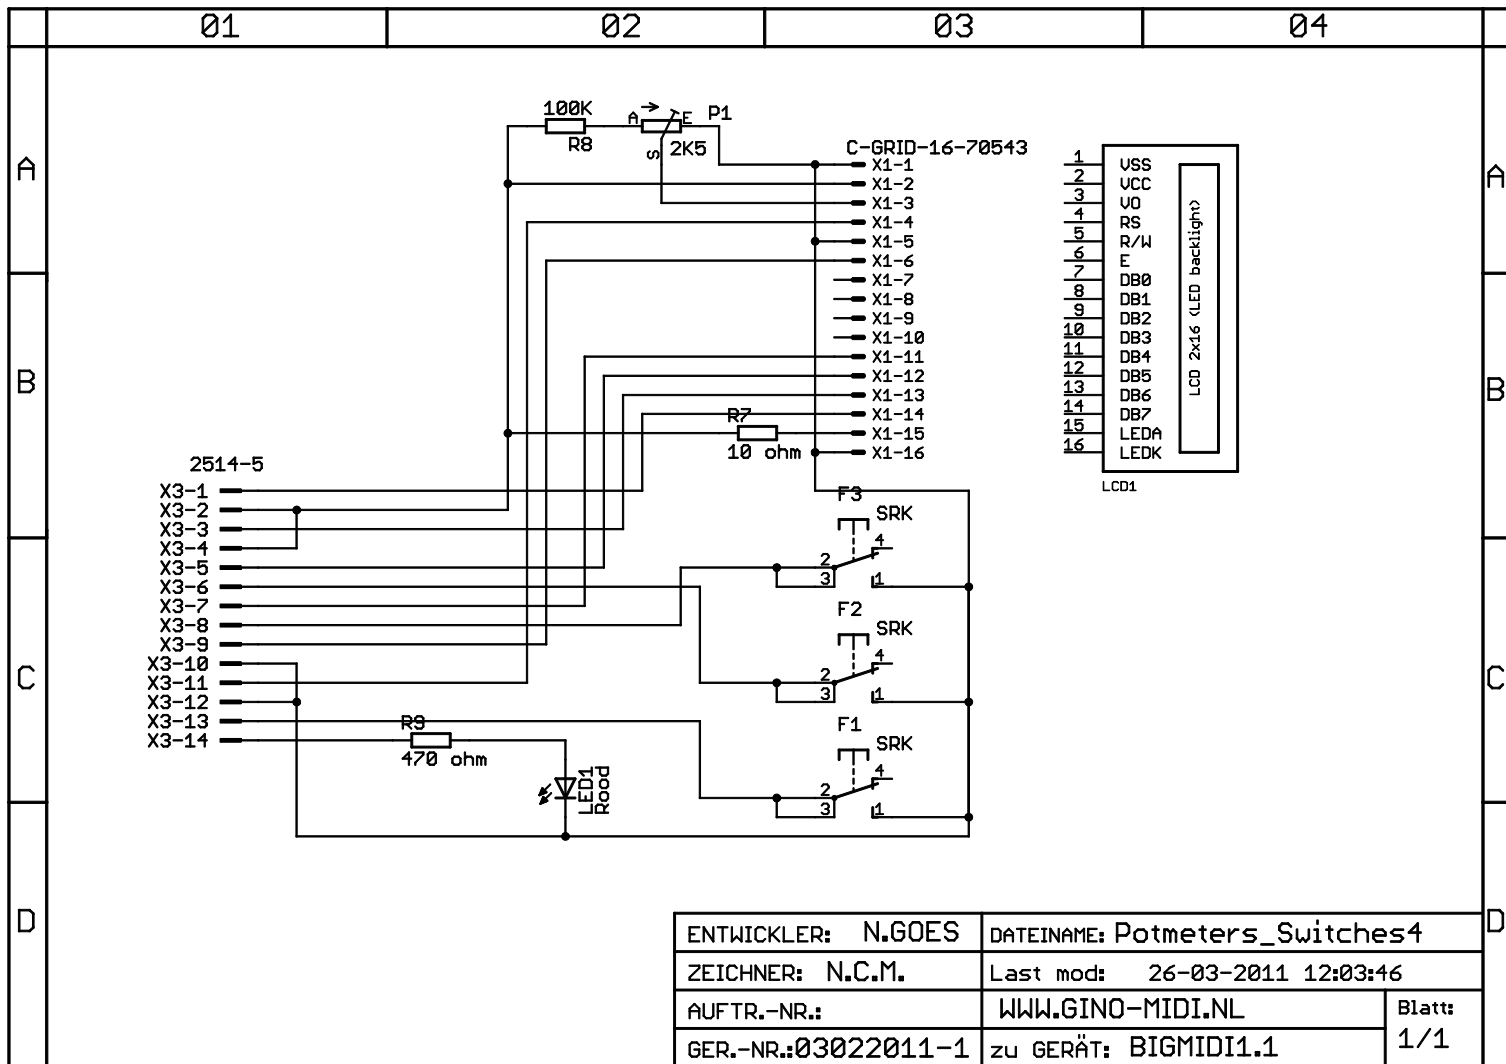 01 02 03 04
A A
B B
C C
D D
100K
R8
A E
S
P1
2K5
C-GRID-16-70543
X1-1
X1-2
X1-3
X1-4
X1-5
X1-6
X1-7
X1-8
X1-9
X1-10
X1-11
X1-12
X1-13
X1-14
X1-15
X1-16
R7
10 ohm
1 VSS
2 VCC
3 VO
4 RS
5 R/W
6 E
7 DB0
8 DB1
9 DB2
10 DB3
11 DB4
12 DB5
13 DB6
14 DB7
15 LEDA
16 LEDK
LCD 2x16 (LED backlight)
LCD1
2514-5
X3-1
X3-2
X3-3
X3-4
X3-5
X3-6
X3-7
X3-8
X3-9
X3-10
X3-11
X3-12
X3-13
X3-14
R9
470 ohm
LED1
Rood
F3
SRK
4
2
3 1
F2
SRK
4
2
3 1
F1
SRK
4
2
3 1
ENTWICKLER: N.GOES
DATEINAME: Potmeters_Switches4
ZEICHNER: N.C.M.
Last mod: 26-03-2011 12:03:46
AUFTR.-NR.:
WWW.GINO-MIDI.NL
Blatt:
1/1
GER.-NR.:03022011-1
zu GERÄT: BIGMIDI1.1